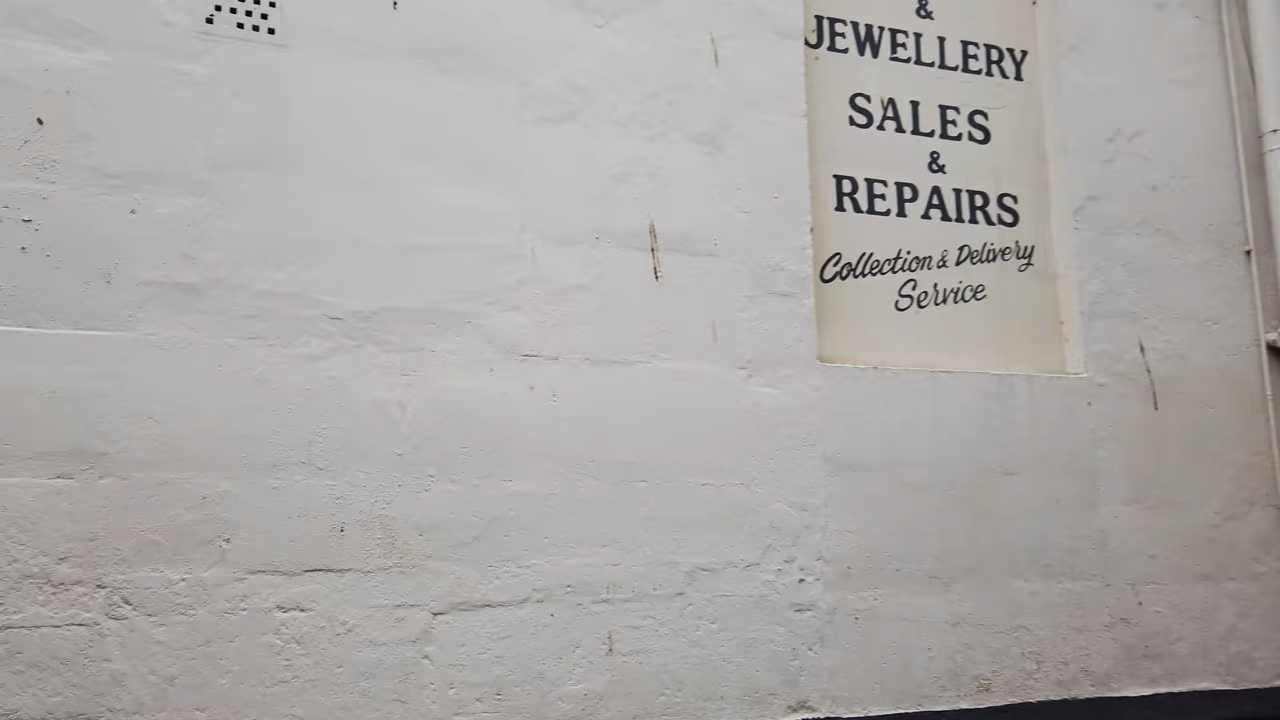 &
JEWELLERY
SALES
&
REPAIRS
Collection & Delivery
Service